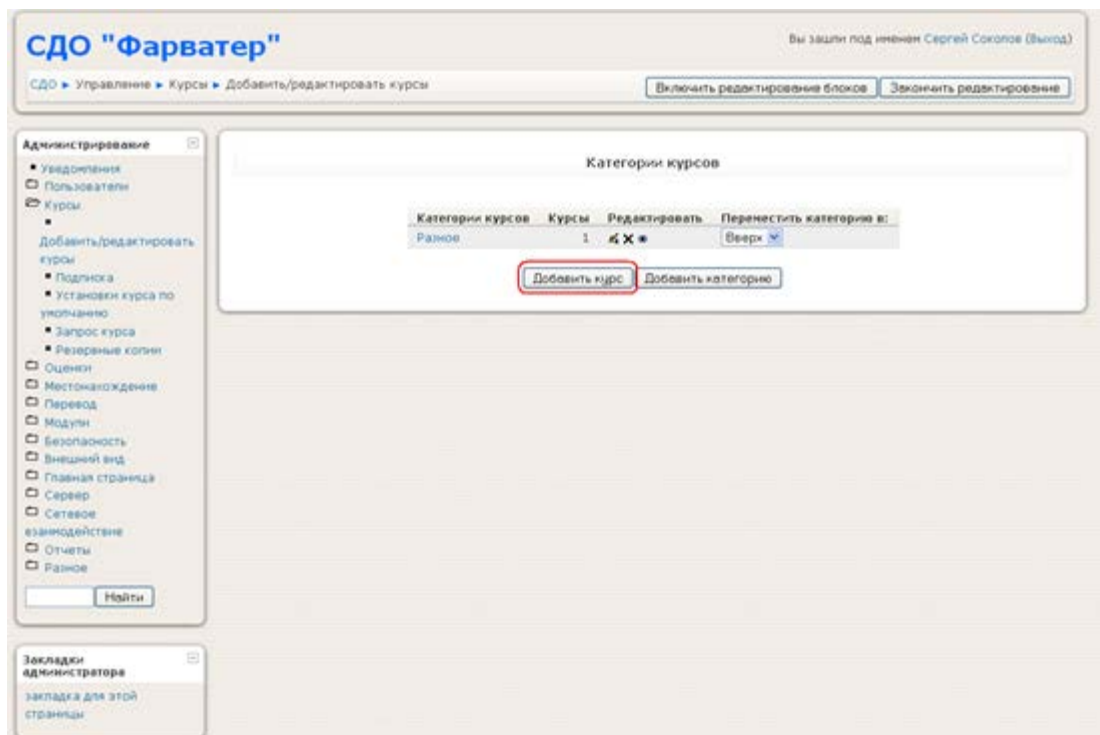 СДО "Фарватер"
Вы зашли под именем Сергей Соколов (Выход)
СДО ► Управление ► Курсы ► Добавить/редактировать курсы
Включить редактирование блоков
Закончить редактирование
Администрирование
Уведомления
Пользователи
Курсы
Добавить/редактировать
курсы
Подписка
Установки курса по
умолчанию
Запрос курса
Резервные копии
Оценки
Местонахождение
Перевод
Модули
Безопасность
Внешний вид
Главная страница
Сервер
Сетевое
взаимодействие
Отчеты
Разное
Найти
Закладки
администратора
закладка для этой
страницы
Категории курсов
Категории курсов Курсы Редактировать Переместить категорию в:
Разное 1 Вверх
Добавить курс Добавить категорию